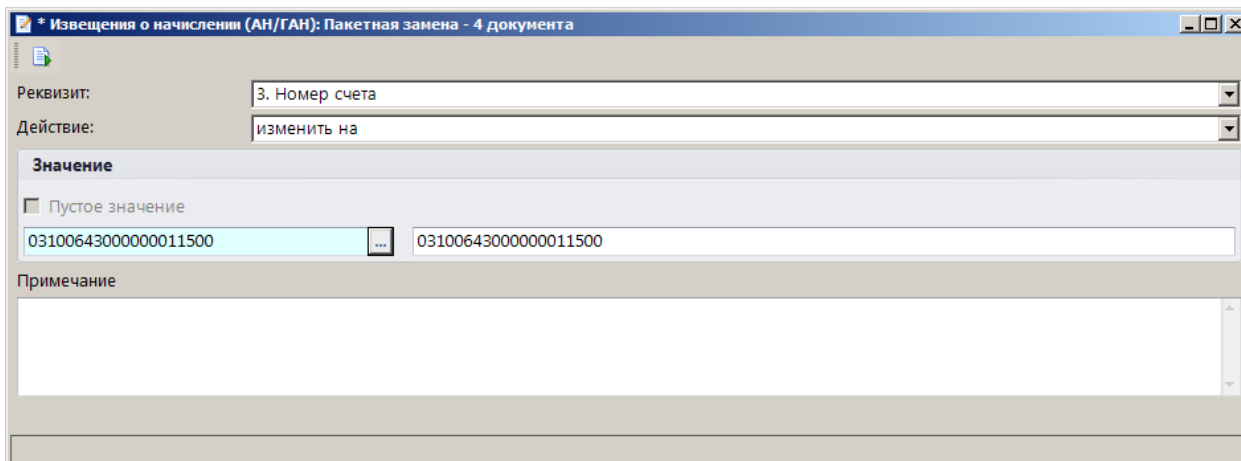 * Извещения о начислении (АН/ГАН): Пакетная замена - 4 документа
Реквизит: 3. Номер счета
Действие: изменить на
Значение
Пустое значение
03100643000000011500 ... 03100643000000011500
Примечание